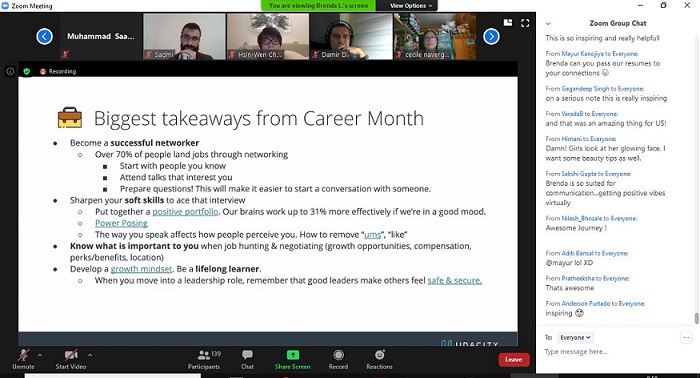 Zoom Meeting
You are viewing Brenda L.'s screen
View Options
Muhammad Saa...
Hsin-Wen Ch...
Damir D.
cecile naverg...
Recording
Biggest takeaways from Career Month
Become a successful networker
Over 70% of people land jobs through networking
Start with people you know
Attend talks that interest you
Prepare questions! This will make it easier to start a conversation with someone.
Sharpen your soft skills to ace that interview
Put together a positive portfolio. Our brains work up to 31% more effectively if we're in a good mood.
Power Posing
The way you speak affects how people perceive you. How to remove "ums", "like"
Know what is important to you when job hunting & negotiating (growth opportunities, compensation,
perks/benefits, location)
Develop a growth mindset. Be a lifelong learner.
When you move into a leadership role, remember that good leaders make others feel safe & secure.
UDACITY
Unmute
Start Video
139
Participants
Chat
Share Screen
Record
Reactions
Leave
Zoom Group Chat
This is so inspiring and really helpful!
From Mayur Kanojiya to Everyone:
Brenda can you pass our resumes to
your connections
From Gagandeep Singh to Everyone:
on a serious note this is really inspiring
From VaradaB to Everyone:
and that was an amazing thing for US!
From Himani to Everyone:
Damn! Girls look at her glowing face. I
want some beauty tips as well.
From Sakshi Gupte to Everyone:
Brenda is so suited for
communication...getting positive vibes
virtually
From Nilesh_Bhosale to Everyone:
Awesome Journey !
From Aditi Bansal to Everyone:
@mayur lol XD
From Pratheeksha to Everyone:
Thats awesome
From Anderson Furtado to Everyone:
inspiring
To:
Everyone
Type message here...